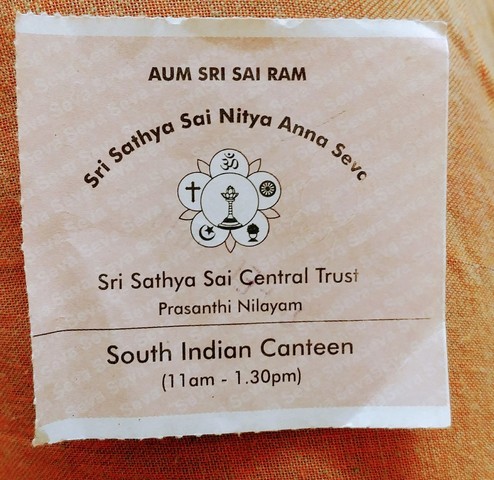 AUM SRI SAI RAM
Sri Sathya Sai Nitya Anna Seva
ॐ
Sri Sathya Sai Central Trust
Prasanthi Nilayam
South Indian Canteen
(11am - 1.30pm)